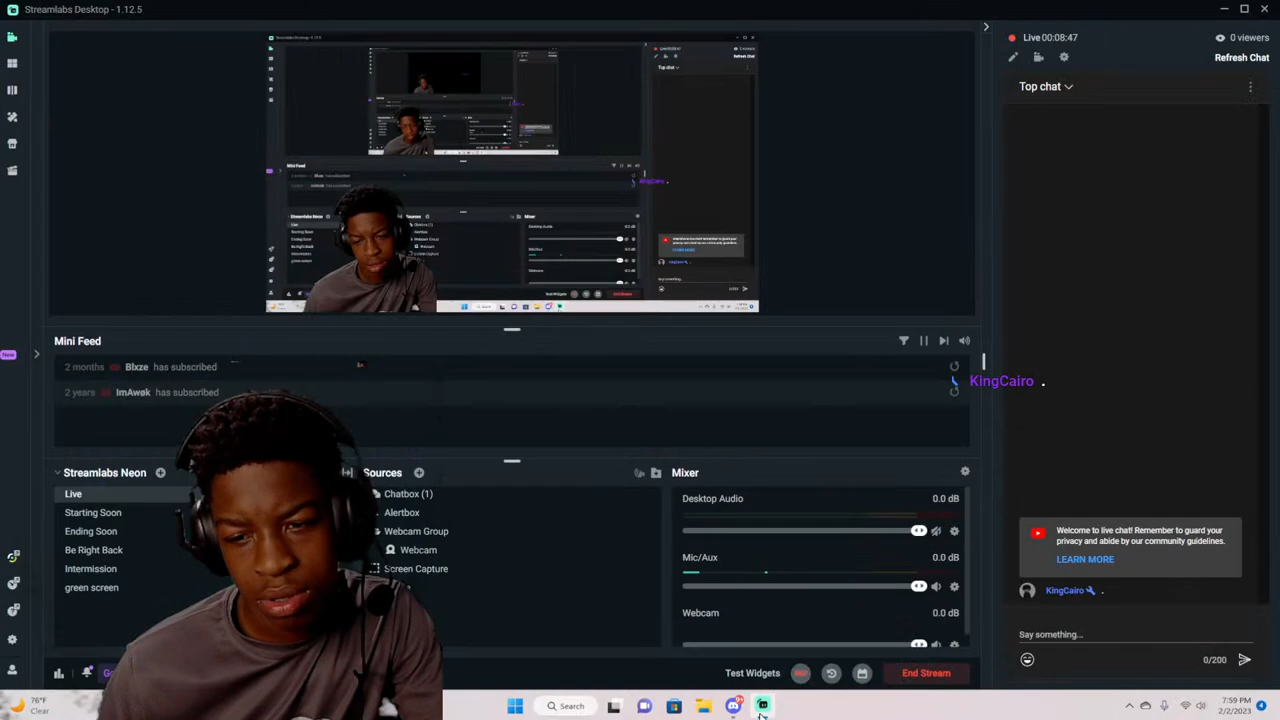 Streamlabs Desktop - 1.12.5
Live 00:08:47
0 viewers
Refresh Chat
Top chat
Mini Feed
2 months Blxze has subscribed
2 years ImAwøk has subscribed
New
KingCairo .
Streamlabs Neon
Live
Starting Soon
Ending Soon
Be Right Back
Intermission
green screen
Sources
Chatbox (1)
Alertbox
Webcam Group
Webcam
Screen Capture
Mixer
Desktop Audio 0.0 dB
Mic/Aux 0.0 dB
Webcam 0.0 dB
Welcome to live chat! Remember to guard your
privacy and abide by our community guidelines.
LEARN MORE
KingCairo .
Say something...
0/200
Test Widgets
REC
End Stream
76°F
Clear
Search
7:59 PM
2/2/2023